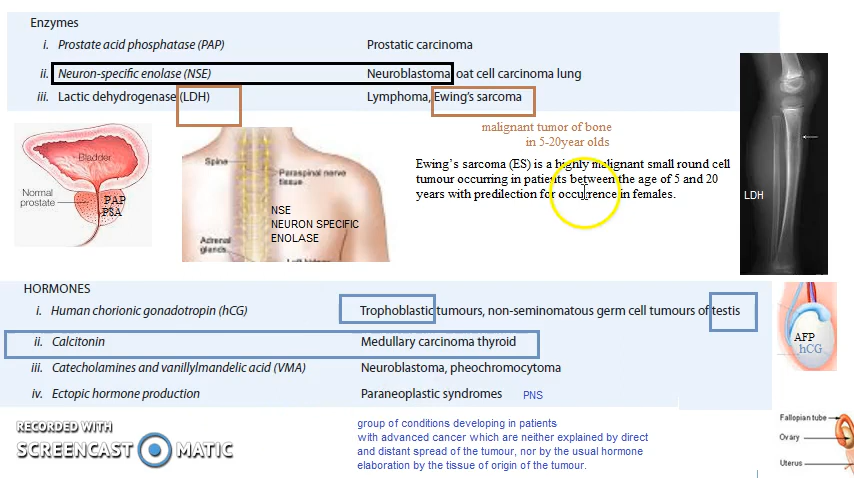 Enzymes
i. Prostate acid phosphatase (PAP) Prostatic carcinoma
ii. Neuron-specific enolase (NSE) Neuroblastoma, oat cell carcinoma lung
iii. Lactic dehydrogenase (LDH) Lymphoma, Ewing's sarcoma
malignant tumor of bone
in 5-20year olds
Ewing's sarcoma (ES) is a highly malignant small round cell
tumour occurring in patients between the age of 5 and 20
years with predilection for occurrence in females.
Bladder
Normal
prostate
PAP
PSA
Spine
Paraspinal nerve
tissue
NSE
NEURON SPECIFIC
ENOLASE
Adrenal
glands
LDH
HORMONES
i. Human chorionic gonadotropin (hCG) Trophoblastic tumours, non-seminomatous germ cell tumours of testis
ii. Calcitonin Medullary carcinoma thyroid
iii. Catecholamines and vanillylmandelic acid (VMA) Neuroblastoma, pheochromocytoma
iv. Ectopic hormone production Paraneoplastic syndromes PNS
AFP
hCG
group of conditions developing in patients
with advanced cancer which are neither explained by direct
and distant spread of the tumour, nor by the usual hormone
elaboration by the tissue of origin of the tumour.
RECORDED WITH
SCREENCAST MATIC
Fallopian tube
Ovary
Uterus